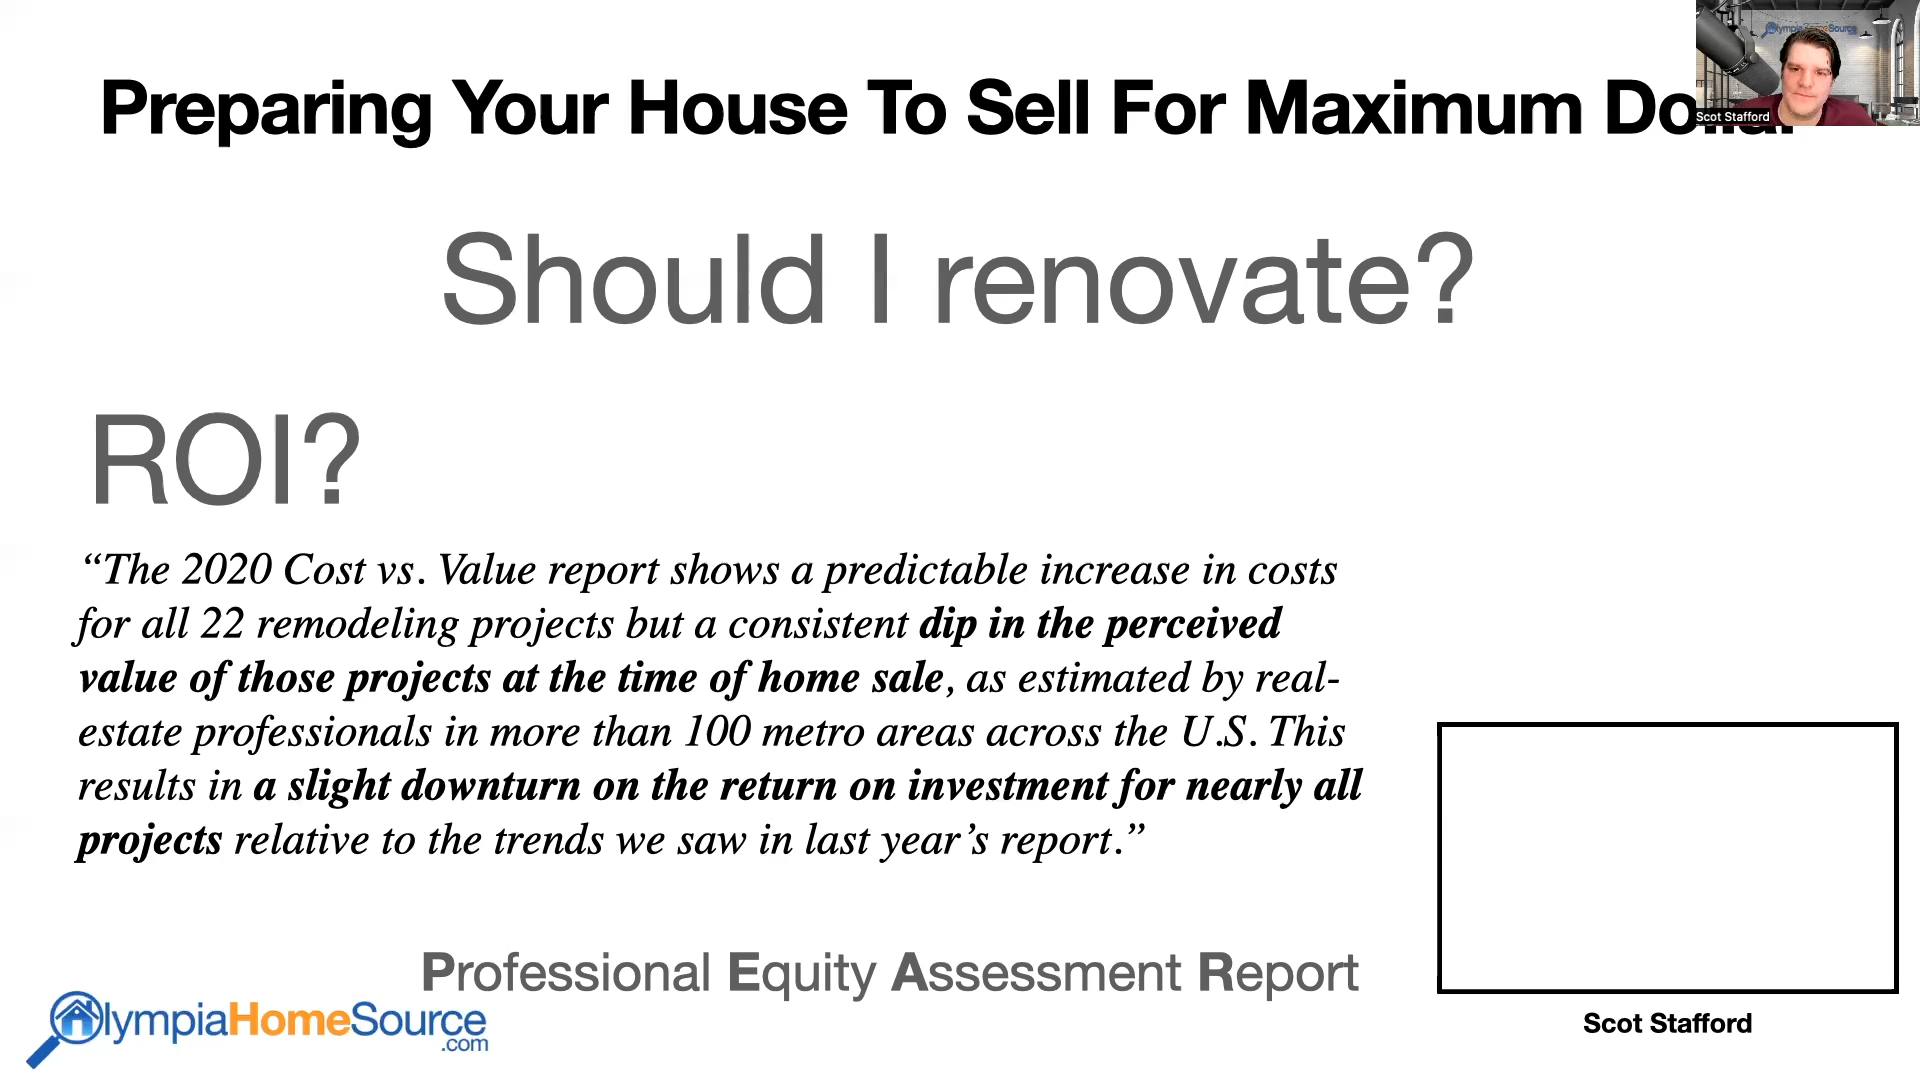 Preparing Your House To Sell For Maximum Dollar
OlympiaHomeSource
Scot Stafford
Should I renovate?
ROI?
“The 2020 Cost vs. Value report shows a predictable increase in costs
for all 22 remodeling projects but a consistent dip in the perceived
value of those projects at the time of home sale, as estimated by real-
estate professionals in more than 100 metro areas across the U.S. This
results in a slight downturn on the return on investment for nearly all
projects relative to the trends we saw in last year’s report.”
Professional Equity Assessment Report
OlympiaHomeSource
.com
Scot Stafford